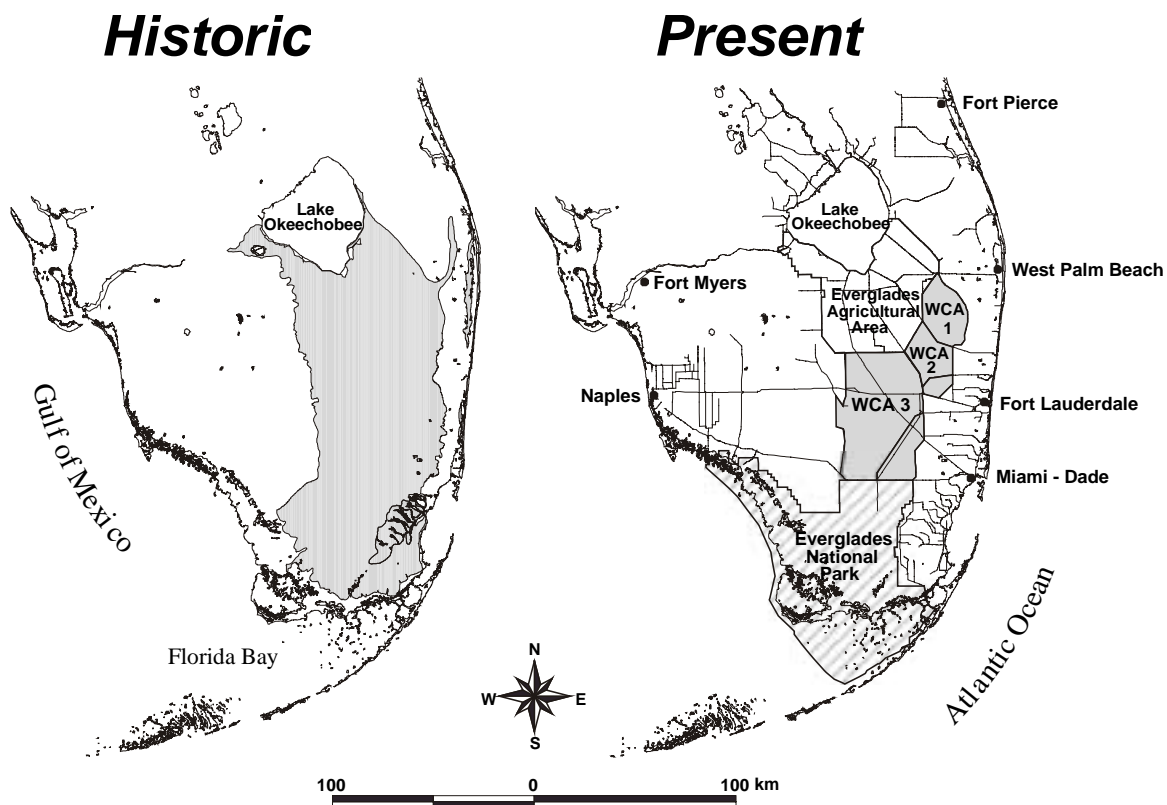 Historic
Present
Lake
Okeechobee
Gulf of Mexico
Florida Bay
Fort Pierce
Lake
Okeechobee
West Palm Beach
Fort Myers
Everglades
Agricultural
Area
WCA
1
WCA
2
WCA 3
Naples
Fort Lauderdale
Miami - Dade
Everglades
National
Park
Atlantic Ocean
N
W
E
S
100
0
100 km